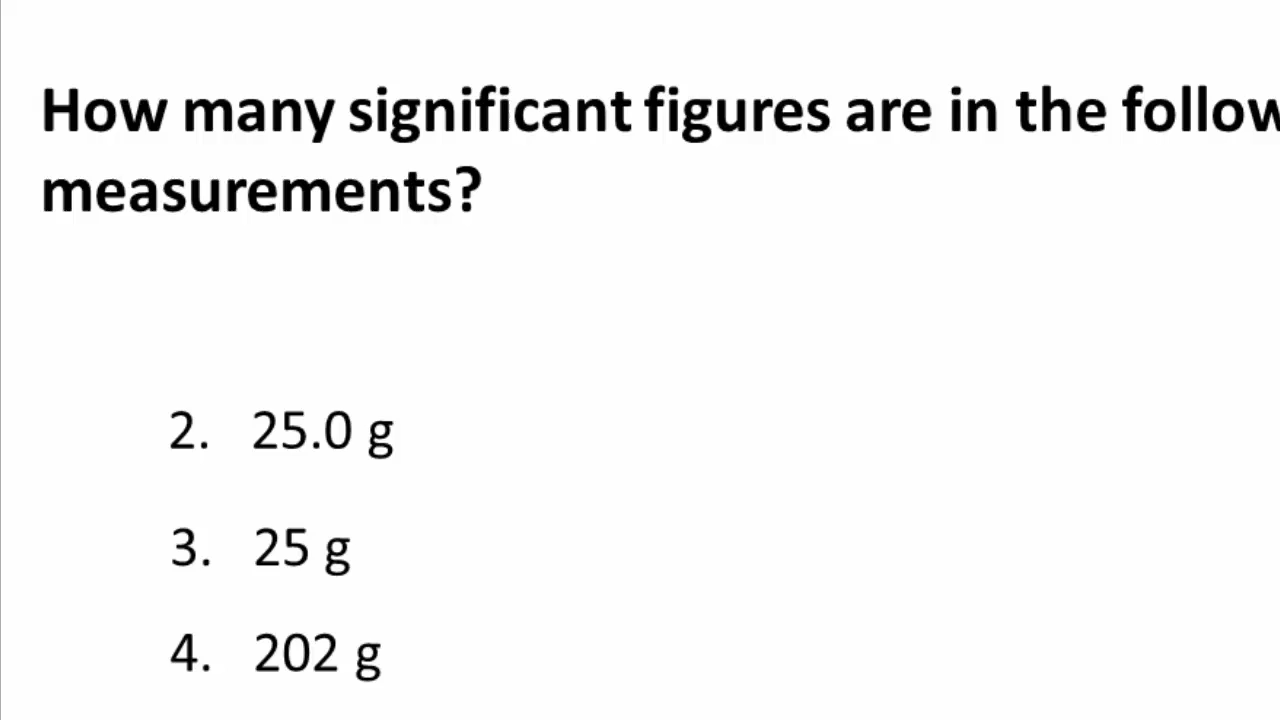 How many significant figures are in the follow
measurements?
2. 25.0 g
3. 25 g
4. 202 g